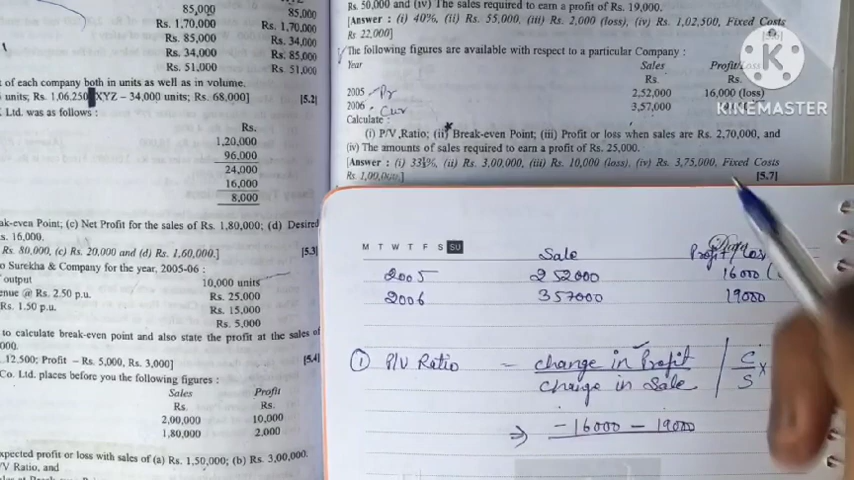 85,000 85,000
Rs. 1,70,000 Rs. 1,70,000
Rs. 85,000 Rs. 34,000
Rs. 34,000 Rs. 85,000
Rs. 51,000 Rs. 51,000
t of each company both in units as well as in volume.
units; Rs. 1,06,250 XYZ – 34,000 units; Rs. 68,000] [5.2]
Ltd. was as follows :
Rs.
1,20,000
96,000
24,000
16,000
8,000
ak-even Point; (c) Net Profit for the sales of Rs. 1,80,000; (d) Desired
s. 16,000.
Rs. 80,000, (c) Rs. 20,000 and (d) Rs. 1,60,000.] [5.3]
o Surekha & Company for the year, 2005-06 :
output 10,000 units
enue @ Rs. 2.50 p.u. Rs. 25,000
Rs. 1.50 p.u. Rs. 15,000
Rs. 5,000
to calculate break-even point and also state the profit at the sales of
000.
12,500; Profit – Rs. 5,000, Rs. 3,000] [5.4]
Co. Ltd. places before you the following figures :
Sales Profit
Rs. Rs.
2,00,000 10,000
1,80,000 2,000
xpected profit or loss with sales of (a) Rs. 1,50,000; (b) Rs. 3,00,000.
/V Ratio, and
Rs. 50,000 and (iv) The sales required to earn a profit of Rs. 19,000.
[Answer : (i) 40%, (ii) Rs. 55,000, (iii) Rs. 2,000 (loss), (iv) Rs. 1,02,500, Fixed Costs
Rs. 22,000]
The following figures are available with respect to a particular Company :
Year Sales Profit/Loss
Rs. Rs.
2005 - Pr 2,52,000 16,000 (loss)
2006 - Cur 3,57,000
Calculate :
(i) P/V Ratio; (ii) Break-even Point; (iii) Profit or loss when sales are Rs. 2,70,000, and
(iv) The amounts of sales required to earn a profit of Rs. 25,000.
[Answer : (i) 33⅓%, (ii) Rs. 3,00,000, (iii) Rs. 10,000 (loss), (iv) Rs. 3,75,000, Fixed Costs
Rs. 1,00,000.] [5.7]
K
KINEMASTER
M T W T F S SU
Sale Profit / Loss
2005 252000 16000 (
2006 357000 19000
① P/V Ratio = change in Profit / change in Sale | C/S ×
⇒ -16000 - 19000